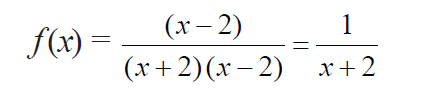 f(x) = (x − 2) / (x + 2)(x − 2) = 1 / x + 2